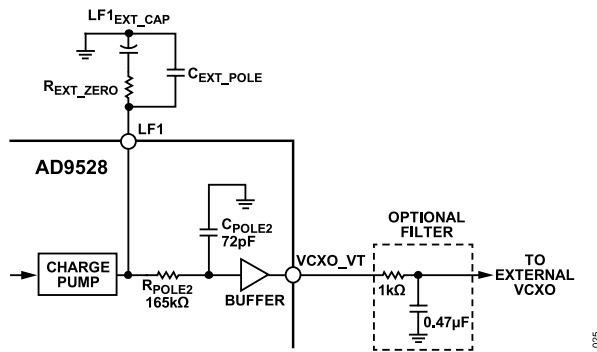 LF1EXT_CAP
REXT_ZERO
CEXT_POLE
LF1
AD9528
CPOLE2
72pF
OPTIONAL
FILTER
VCXO_VT
CHARGE
PUMP
RPOLE2
165kΩ
BUFFER
1kΩ
0.47µF
TO
EXTERNAL
VCXO
025